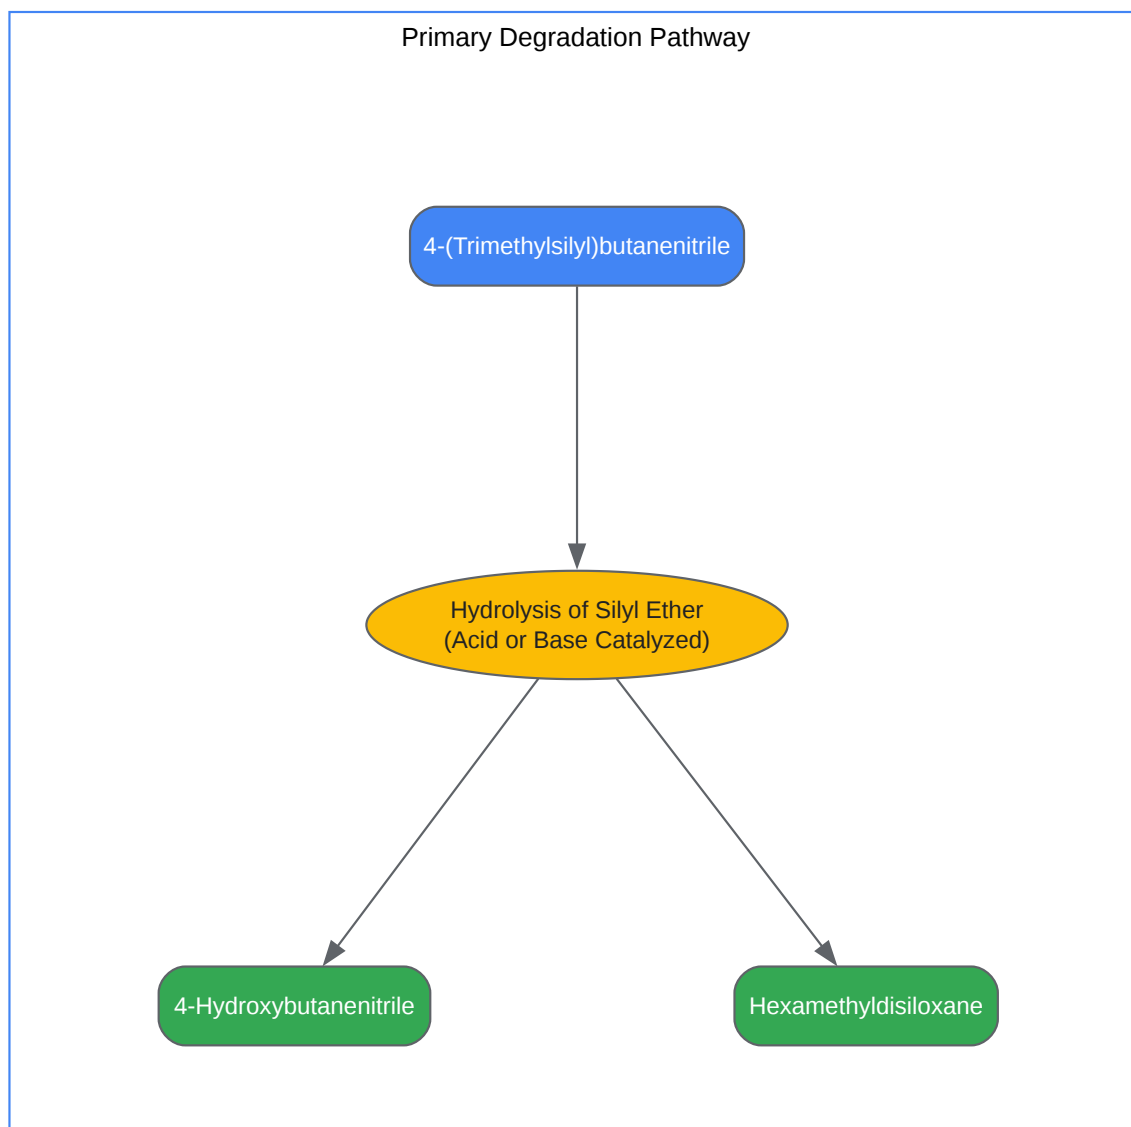 Primary Degradation Pathway
4-(Trimethylsilyl)butanenitrile
Hydrolysis of Silyl Ether
(Acid or Base Catalyzed)
4-Hydroxybutanenitrile
Hexamethyldisiloxane